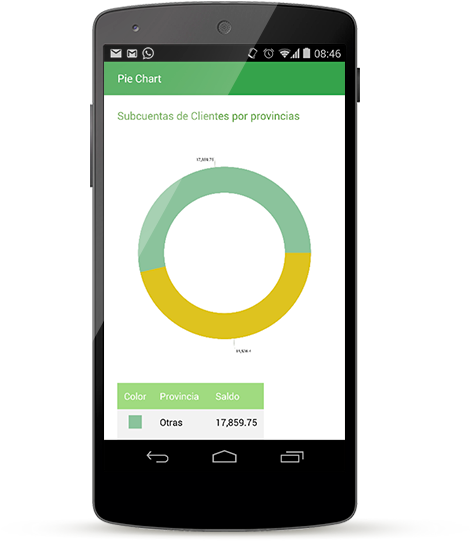 08:46
Pie Chart
Subcuentas de Clientes por provincias
17,859.75
Color Provincia Saldo
Otras 17,859.75